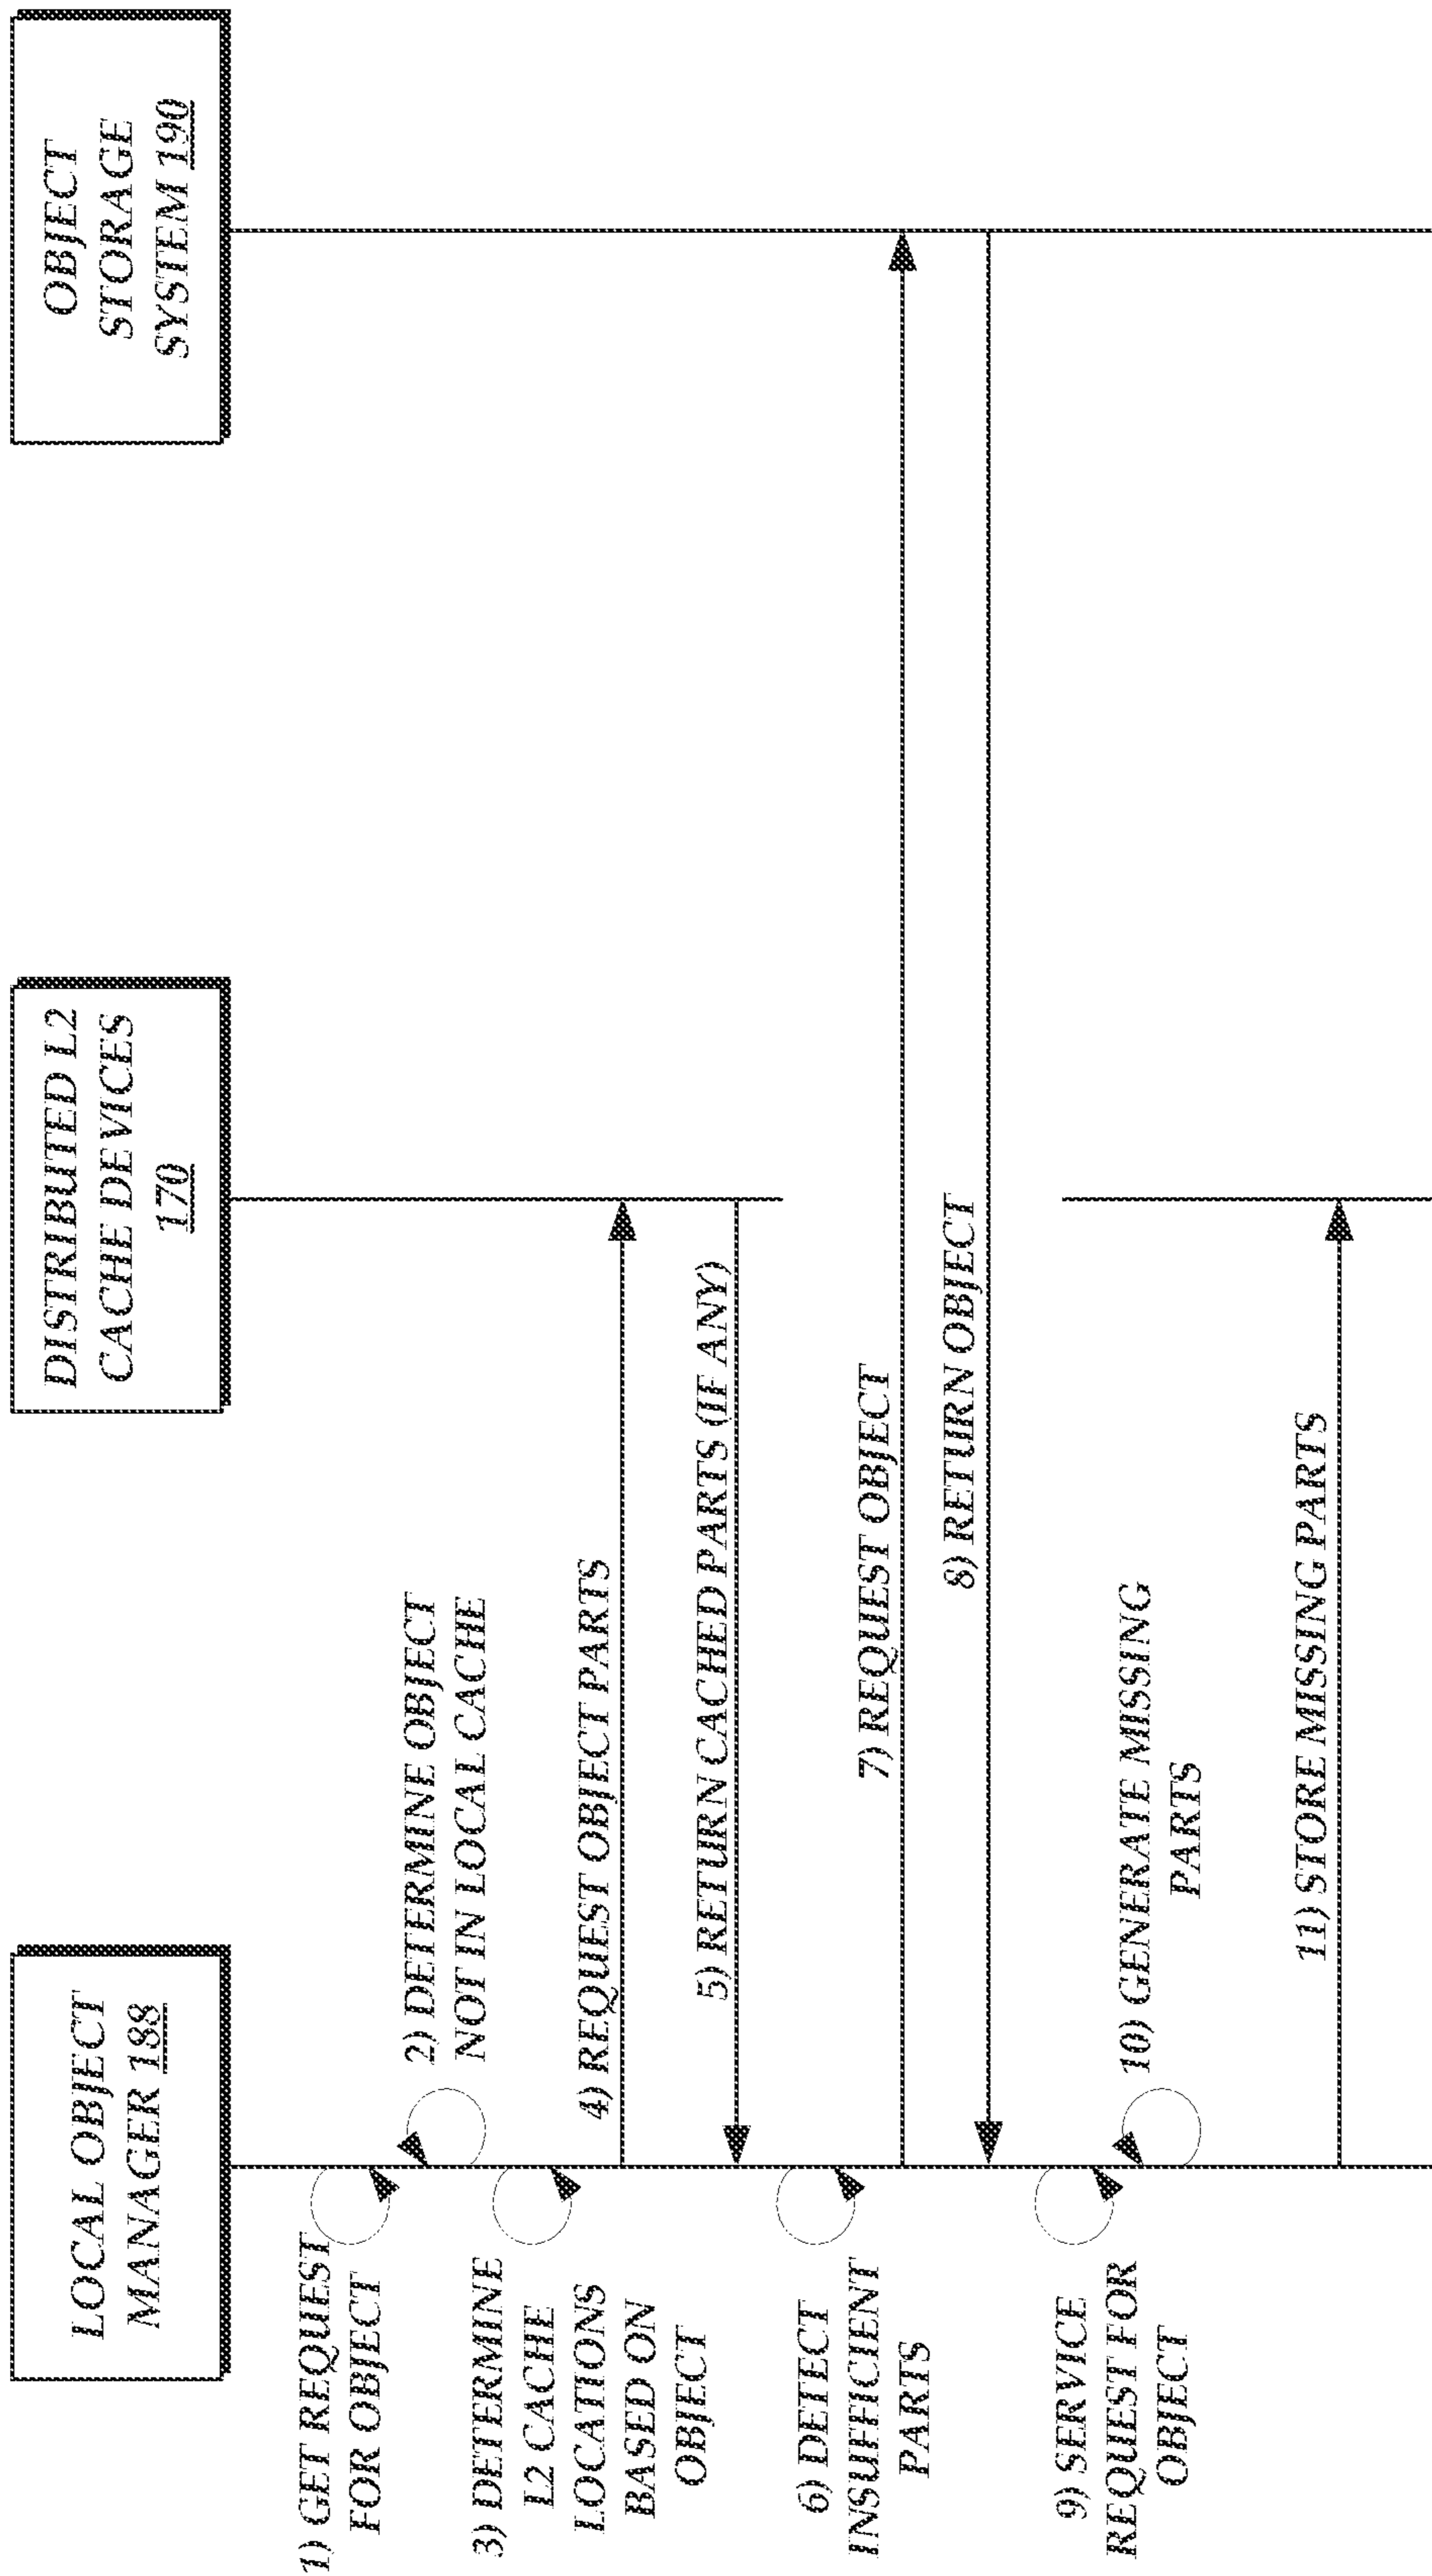 LOCAL OBJECT
MANAGER 188
DISTRIBUTED L2
CACHE DEVICES
170
OBJECT
STORAGE
SYSTEM 190
1) GET REQUEST
FOR OBJECT
2) DETERMINE OBJECT
NOT IN LOCAL CACHE
3) DETERMINE
L2 CACHE
LOCATIONS
BASED ON
OBJECT
4) REQUEST OBJECT PARTS
5) RETURN CACHED PARTS (IF ANY)
6) DETECT
INSUFFICIENT
PARTS
7) REQUEST OBJECT
8) RETURN OBJECT
9) SERVICE
REQUEST FOR
OBJECT
10) GENERATE MISSING
PARTS
11) STORE MISSING PARTS